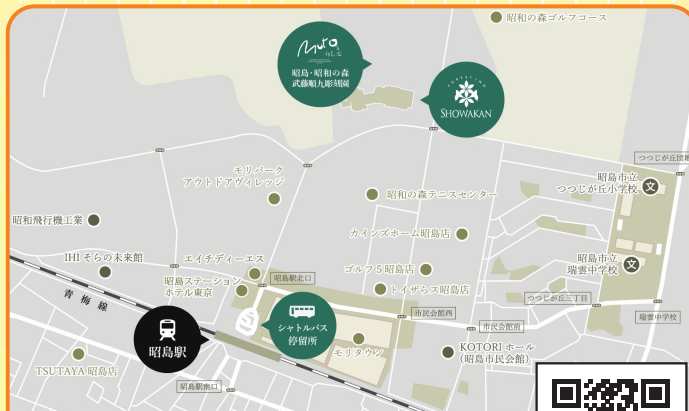 昭和の森ゴルフコース
Muto
昭島・昭和の森
武藤順九彫刻園
FORESTINN
SHOWAKAN
つつじが丘団地
モリパーク
アウトドアヴィレッジ
昭島市立
つつじが丘小学校
文
昭和の森テニスセンター
昭和飛行機工業
カインズホーム昭島店
IHI そらの未来館
エイチディーエス
昭島市立
瑞雲中学校
文
昭島ステーション
ホテル東京
昭島駅北口
ゴルフ5昭島店
トイザらス昭島店
つつじが丘三丁目
青梅線
シャトルバス
停留所
市民会館西
市民会館前
瑞雲中学校
昭島駅
モリタウン
KOTORI ホール
(昭島市民会館)
TSUTAYA 昭島店
昭島駅南口